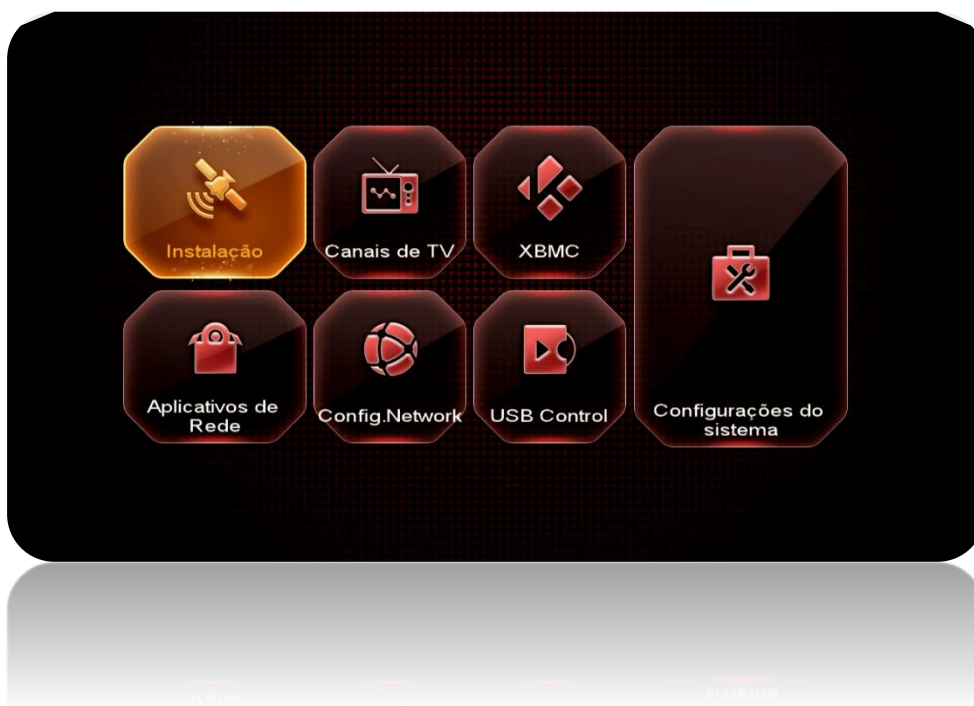 Instalação
Canais de TV
XBMC
Aplicativos de
Rede
Config.Network
USB Control
Configurações do
sistema